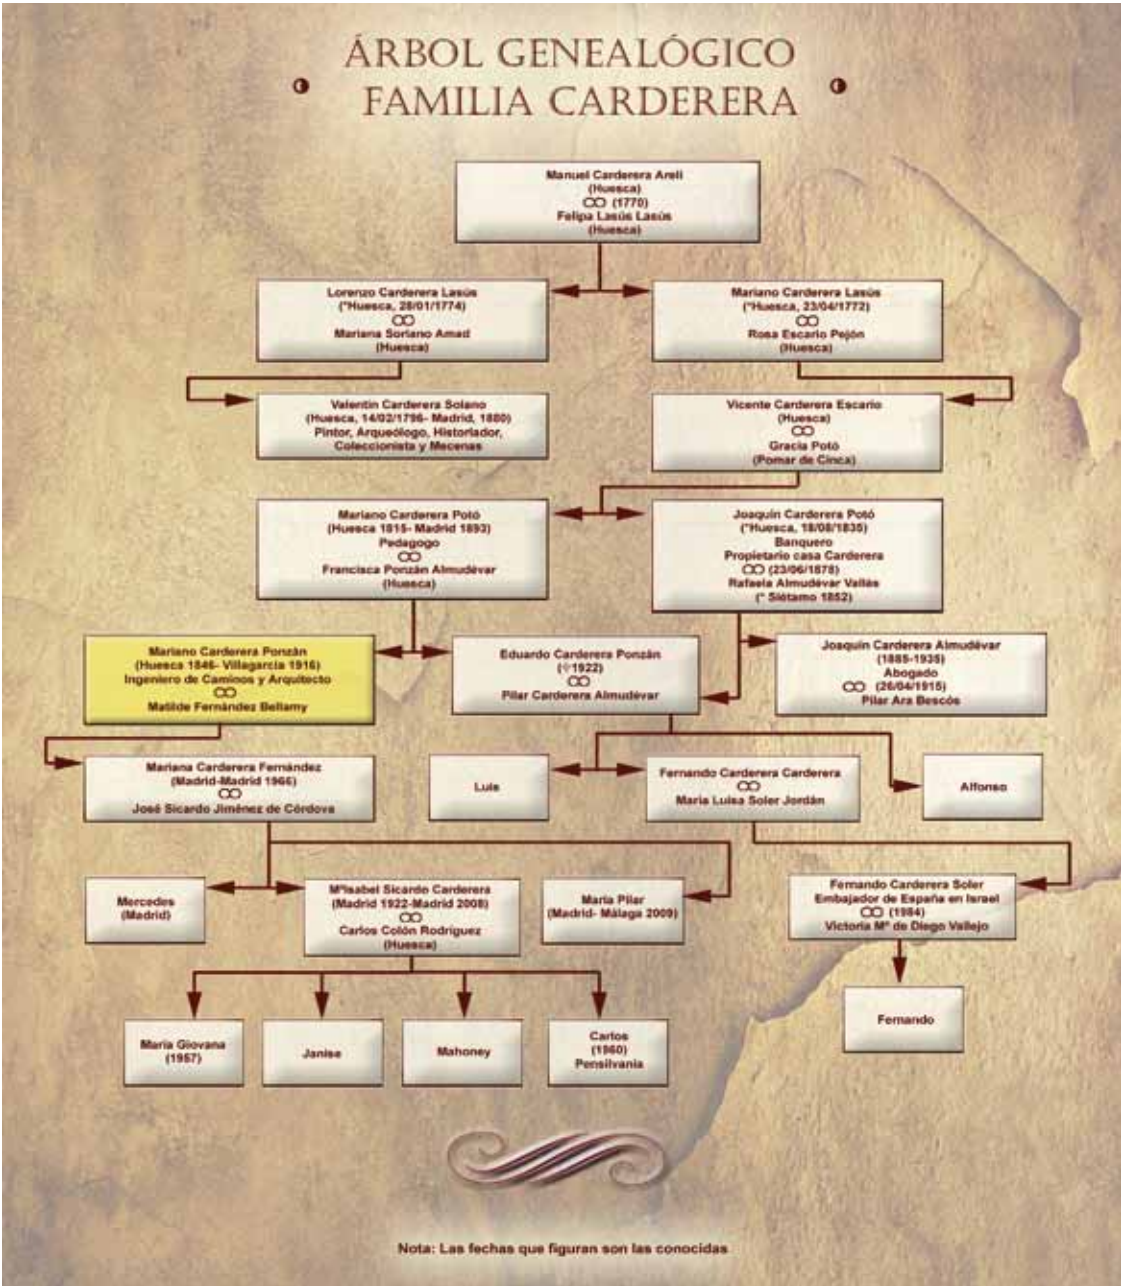 ÁRBOL GENEALÓGICO
FAMILIA CARDERERA
Manuel Carderera Areli
(Huesca)
(1770)
Felipa Lasús Lasús
(Huesca)
Lorenzo Carderera Lasús
(*Huesca, 28/01/1774)
Mariana Soriano Amad
(Huesca)
Mariano Carderera Lasús
(*Huesca, 23/04/1772)
Rosa Escario Pejón
(Huesca)
Valentín Carderera Solano
(Huesca, 14/02/1796- Madrid, 1880)
Pintor, Arqueólogo, Historiador,
Coleccionista y Mecenas
Vicente Carderera Escario
(Huesca)
Gracia Potó
(Pomar de Cinca)
Mariano Carderera Potó
(Huesca 1815- Madrid 1893)
Pedagogo
Francisca Ponzán Almudévar
(Huesca)
Joaquín Carderera Potó
(*Huesca, 18/08/1835)
Banquero
Propietario casa Carderera
(23/06/1878)
Rafaela Almudévar Vallés
(* Siétamo 1852)
Mariano Carderera Ponzán
(Huesca 1846- Villagarcía 1916)
Ingeniero de Caminos y Arquitecto
Matilde Fernández Bellamy
Eduardo Carderera Ponzán
(✞1922)
Pilar Carderera Almudévar
Joaquín Carderera Almudévar
(1885-1935)
Abogado
(26/04/1915)
Pilar Ara Bescós
Mariana Carderera Fernández
(Madrid-Madrid 1966)
José Sicardo Jiménez de Córdova
Luis
Fernando Carderera Carderera
María Luisa Soler Jordán
Alfonso
Mercedes
(Madrid)
MªIsabel Sicardo Carderera
(Madrid 1922-Madrid 2008)
Carlos Colón Rodríguez
(Huesca)
María Pilar
(Madrid- Málaga 2009)
Fernando Carderera Soler
Embajador de España en Israel
(1984)
Victoria Mª de Diego Vallejo
María Giovana
(1957)
Janise
Mahoney
Carlos
(1960)
Pensilvania
Fernando
Nota: Las fechas que figuran son las conocidas